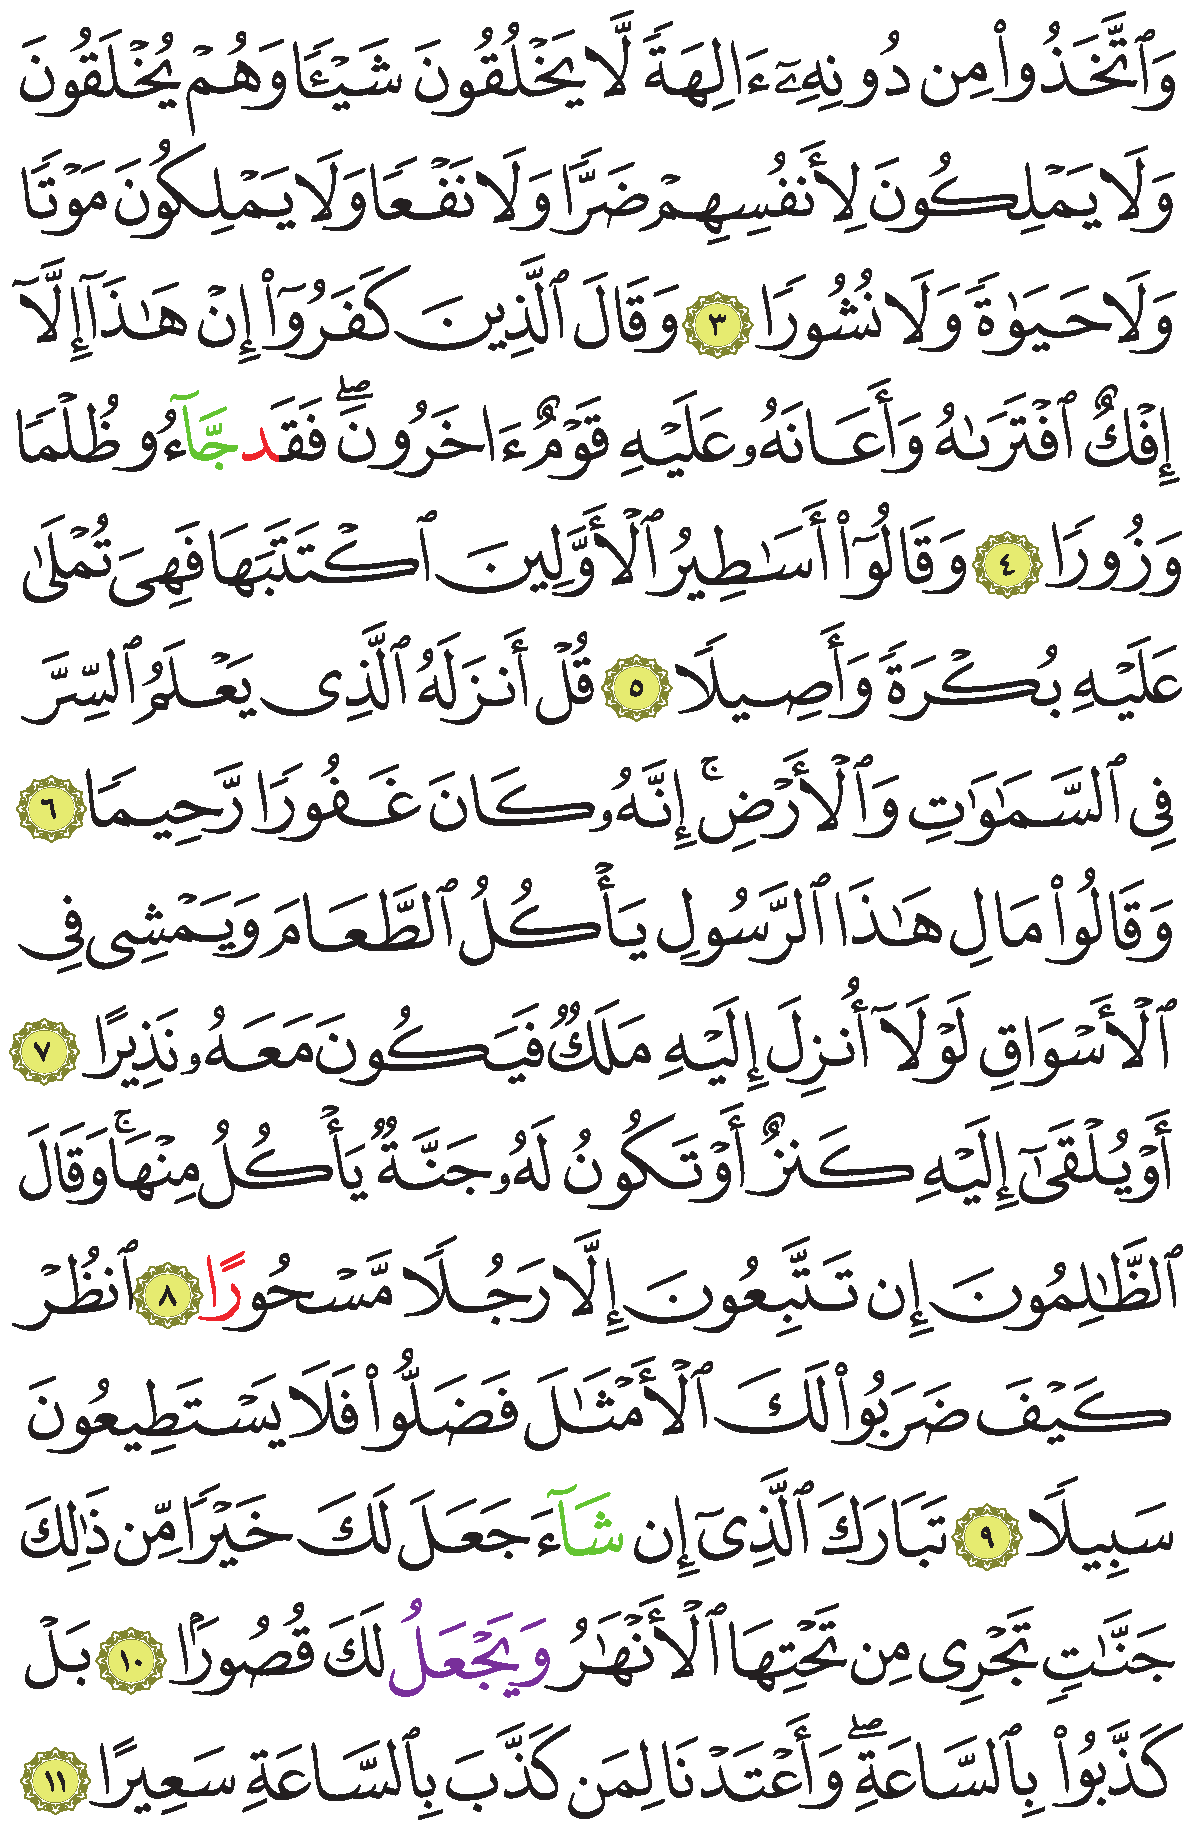 وَٱتَّخَذُوا۟ مِن دُونِهِۦٓ ءَالِهَةً لَّا يَخْلُقُونَ شَيْـًٔا وَهُمْ يُخْلَقُونَ
وَلَا يَمْلِكُونَ لِأَنفُسِهِمْ ضَرًّا وَلَا نَفْعًا وَلَا يَمْلِكُونَ مَوْتًا
وَلَا حَيَوٰةً وَلَا نُشُورًا ٣ وَقَالَ ٱلَّذِينَ كَفَرُوٓا۟ إِنْ هَـٰذَآ إِلَّآ
إِفْكٌ ٱفْتَرَىٰهُ وَأَعَانَهُۥ عَلَيْهِ قَوْمٌ ءَاخَرُونَ ۖ فَقَد جَّآءُو ظُلْمًا
وَزُورًا ٤ وَقَالُوٓا۟ أَسَـٰطِيرُ ٱلْأَوَّلِينَ ٱكْتَتَبَهَا فَهِىَ تُمْلَىٰ
عَلَيْهِ بُكْرَةً وَأَصِيلًا ٥ قُلْ أَنزَلَهُ ٱلَّذِى يَعْلَمُ ٱلسِّرَّ
فِى ٱلسَّمَـٰوَٰتِ وَٱلْأَرْضِ ۚ إِنَّهُۥ كَانَ غَفُورًا رَّحِيمًا ٦
وَقَالُوا۟ مَالِ هَـٰذَا ٱلرَّسُولِ يَأْكُلُ ٱلطَّعَامَ وَيَمْشِى فِى
ٱلْأَسْوَاقِ لَوْلَآ أُنزِلَ إِلَيْهِ مَلَكٌ فَيَكُونَ مَعَهُۥ نَذِيرًا ٧
أَوْ يُلْقَىٰٓ إِلَيْهِ كَنزٌ أَوْ تَكُونُ لَهُۥ جَنَّةٌ يَأْكُلُ مِنْهَا ۚ وَقَالَ
ٱلظَّـٰلِمُونَ إِن تَتَّبِعُونَ إِلَّا رَجُلًا مَّسْحُورًا ٨ ٱنظُرْ
كَيْفَ ضَرَبُوا۟ لَكَ ٱلْأَمْثَـٰلَ فَضَلُّوا۟ فَلَا يَسْتَطِيعُونَ
سَبِيلًا ٩ تَبَارَكَ ٱلَّذِىٓ إِن شَآءَ جَعَلَ لَكَ خَيْرًا مِّن ذَٰلِكَ
جَنَّـٰتٍ تَجْرِى مِن تَحْتِهَا ٱلْأَنْهَـٰرُ وَيَجْعَلُ لَكَ قُصُورًۢا ١٠ بَلْ
كَذَّبُوا۟ بِٱلسَّاعَةِ ۖ وَأَعْتَدْنَا لِمَن كَذَّبَ بِٱلسَّاعَةِ سَعِيرًا ١١